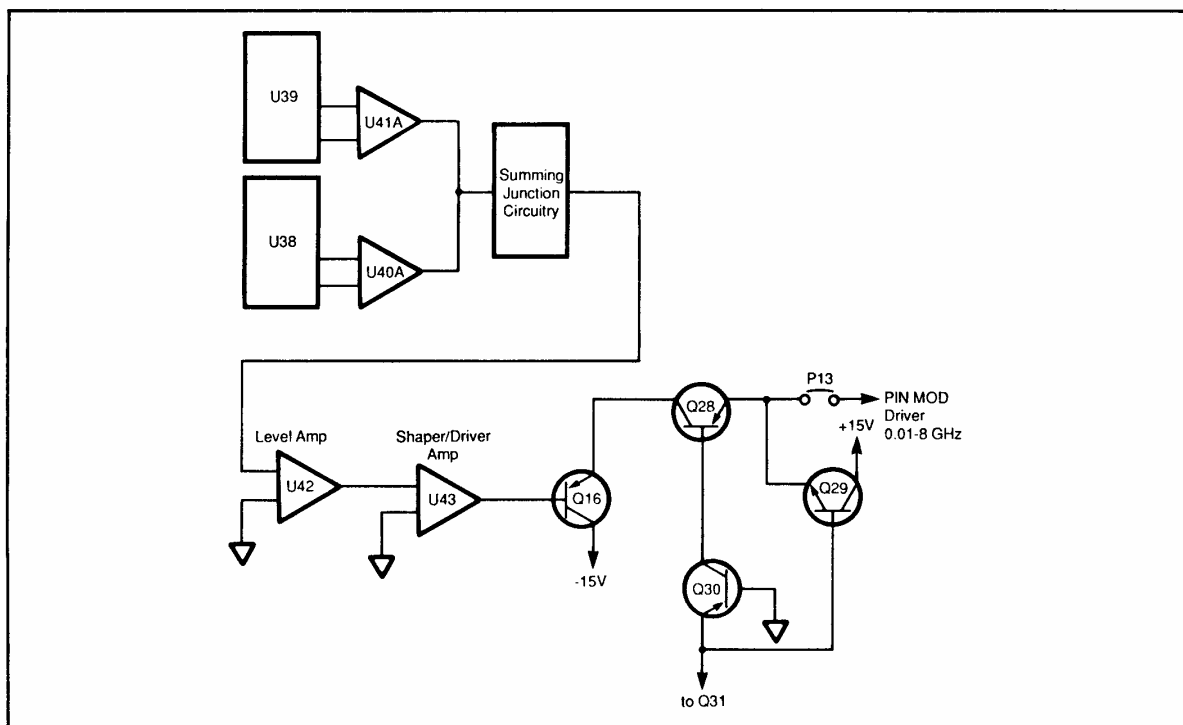 U39
U41A
U38
U40A
Summing
Junction
Circuitry
P13
Q28
PIN MOD
Driver
0.01-8 GHz
+15V
Level Amp
Shaper/Driver
Amp
U42
U43
Q16
Q29
-15V
Q30
to Q31